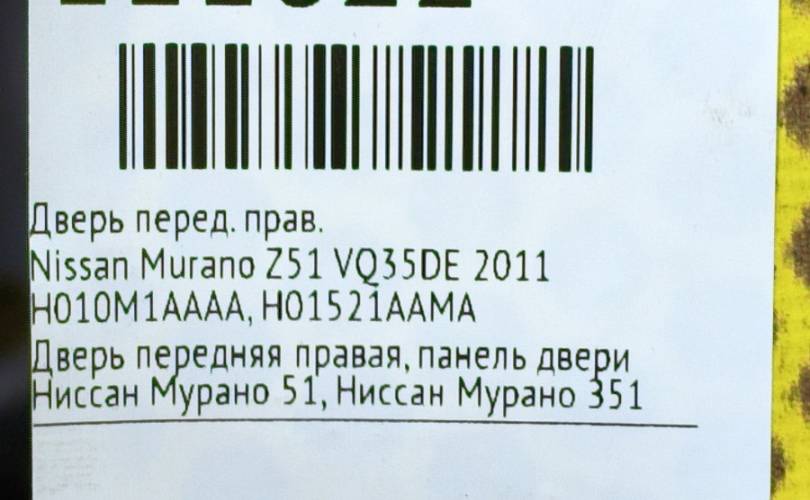 Дверь перед. прав.
Nissan Murano Z51 VQ35DE 2011
H010M1AAAA, H01521AAMA
Дверь передняя правая, панель двери
Ниссан Мурано 51, Ниссан Мурано З51